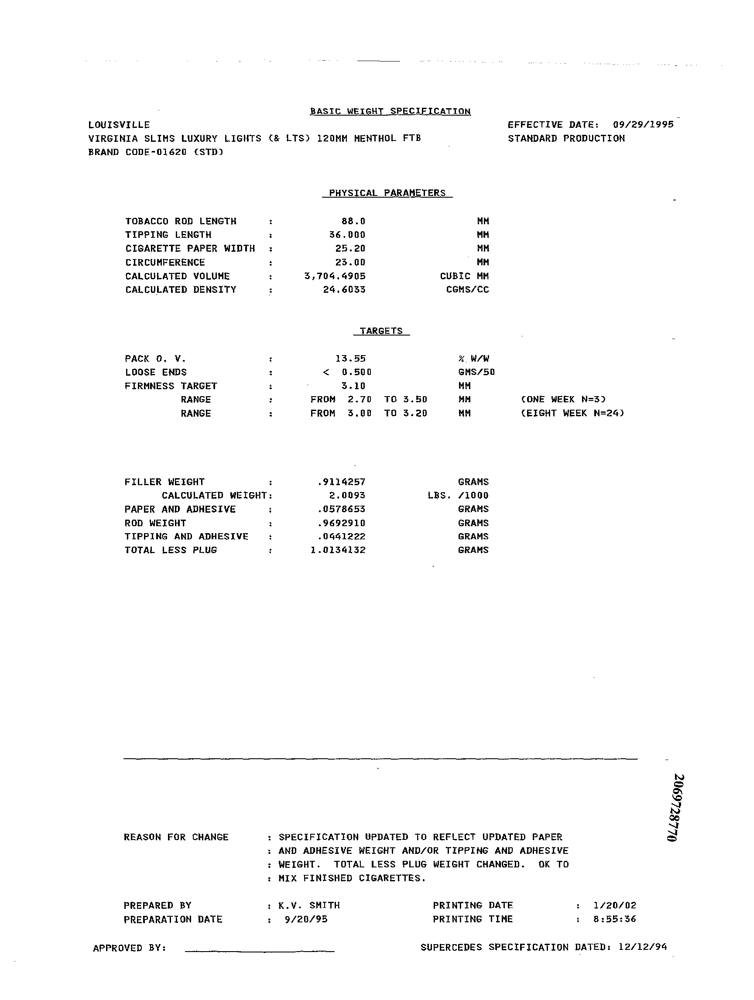 BASIC WEIGHT SPECIFICATION
LOUISVILLE EFFECTIVE DATE: 09/29/1995
VIRGINIA SLIMS LUXURY LIGHTS (& LTS) 120MM MENTHOL FTB STANDARD PRODUCTION
BRAND CODE-01620 (STD)
PHYSICAL PARAMETERS
TOBACCO ROD LENGTH : 88.0 MM
TIPPING LENGTH : 36.000 MM
CIGARETTE PAPER WIDTH : 25.20 MM
CIRCUMFERENCE : 23.00 MM
CALCULATED VOLUME : 3,704.4905 CUBIC MM
CALCULATED DENSITY : 24.6033 CGMS/CC
TARGETS
PACK O. V. : 13.55 % W/W
LOOSE ENDS : < 0.500 GMS/50
FIRMNESS TARGET : 3.10 MM
RANGE : FROM 2.70 TO 3.50 MM (ONE WEEK N=3)
RANGE : FROM 3.00 TO 3.20 MM (EIGHT WEEK N=24)
FILLER WEIGHT : .9114257 GRAMS
CALCULATED WEIGHT: 2.0093 LBS. /1000
PAPER AND ADHESIVE : .0578653 GRAMS
ROD WEIGHT : .9692910 GRAMS
TIPPING AND ADHESIVE : .0441222 GRAMS
TOTAL LESS PLUG : 1.0134132 GRAMS
2069728770
REASON FOR CHANGE : SPECIFICATION UPDATED TO REFLECT UPDATED PAPER
: AND ADHESIVE WEIGHT AND/OR TIPPING AND ADHESIVE
: WEIGHT. TOTAL LESS PLUG WEIGHT CHANGED. OK TO
: MIX FINISHED CIGARETTES.
PREPARED BY : K.V. SMITH PRINTING DATE : 1/20/02
PREPARATION DATE : 9/20/95 PRINTING TIME : 8:55:36
APPROVED BY: SUPERCEDES SPECIFICATION DATED: 12/12/94